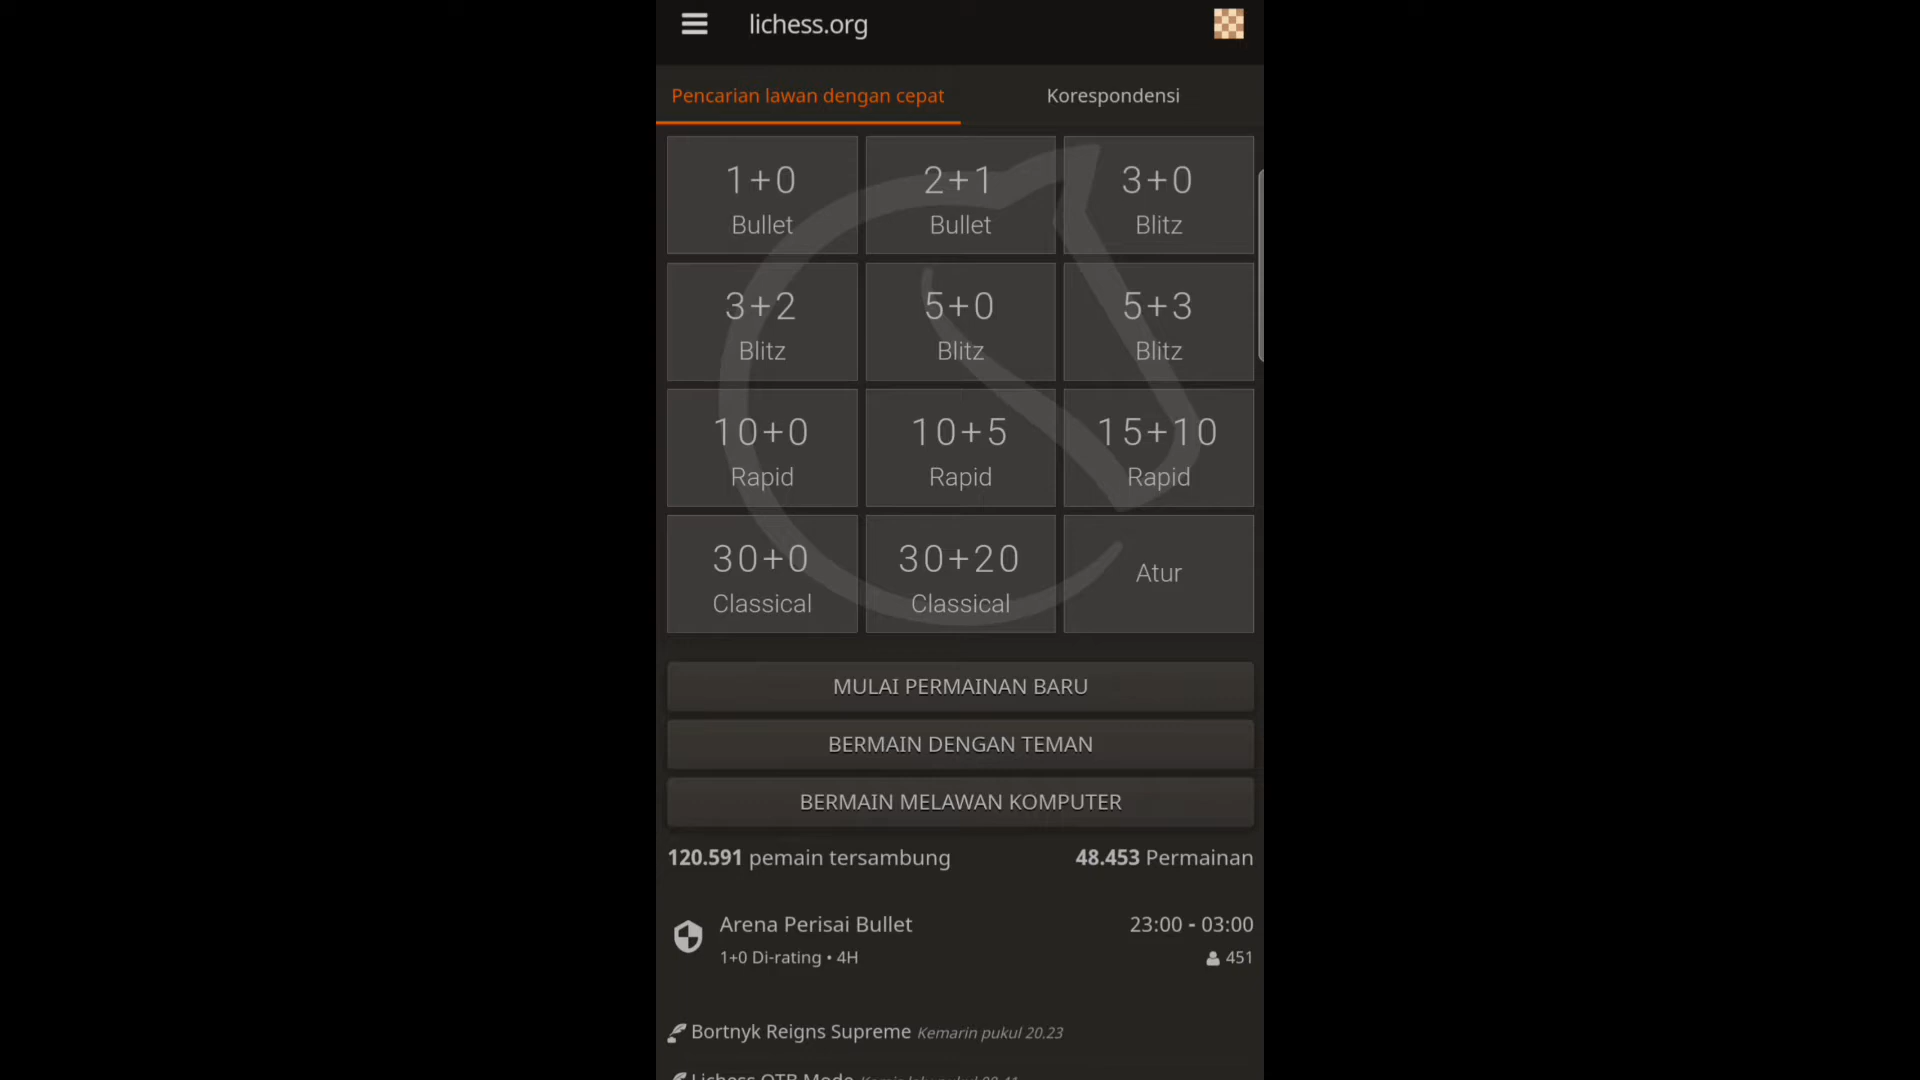 lichess.org
Pencarian lawan dengan cepat
Korespondensi
1+0
Bullet
2+1
Bullet
3+0
Blitz
3+2
Blitz
5+0
Blitz
5+3
Blitz
10+0
Rapid
10+5
Rapid
15+10
Rapid
30+0
Classical
30+20
Classical
Atur
MULAI PERMAINAN BARU
BERMAIN DENGAN TEMAN
BERMAIN MELAWAN KOMPUTER
120.591 pemain tersambung
48.453 Permainan
Arena Perisai Bullet
23:00 - 03:00
1+0 Di-rating • 4H
451
Bortnyk Reigns Supreme Kemarin pukul 20.23
Lichess OTB Mode